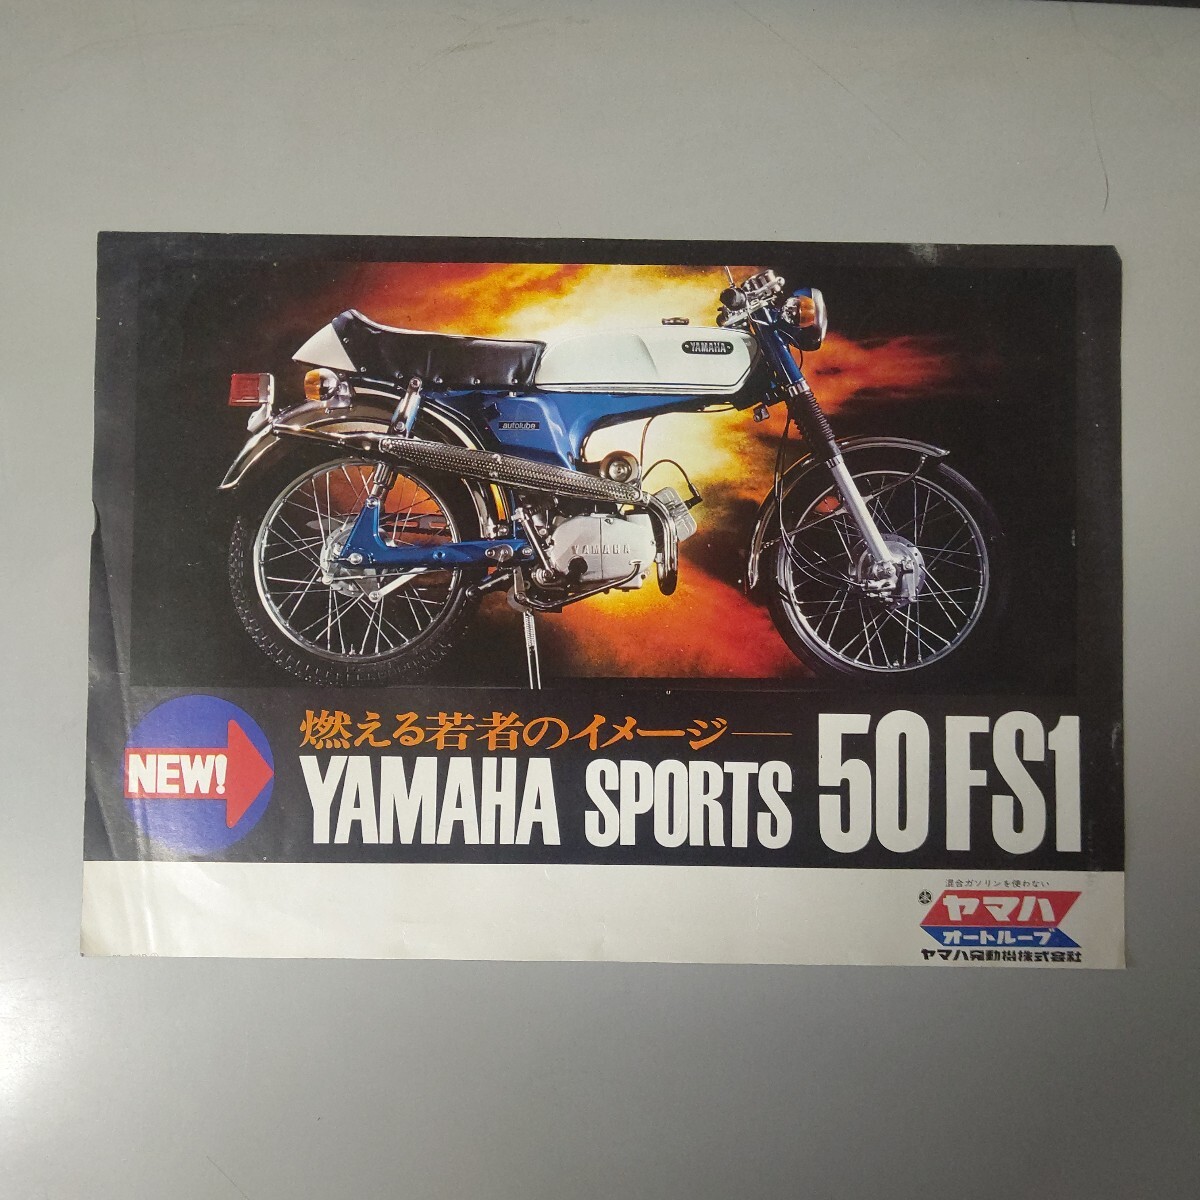 YAMAHA
autolube
YAMAHA
NEW!
燃える若者のイメージ—
YAMAHA SPORTS 50 FS1
混合ガソリンを使わない
ヤマハ
オートルーブ
ヤマハ発動機株式会社